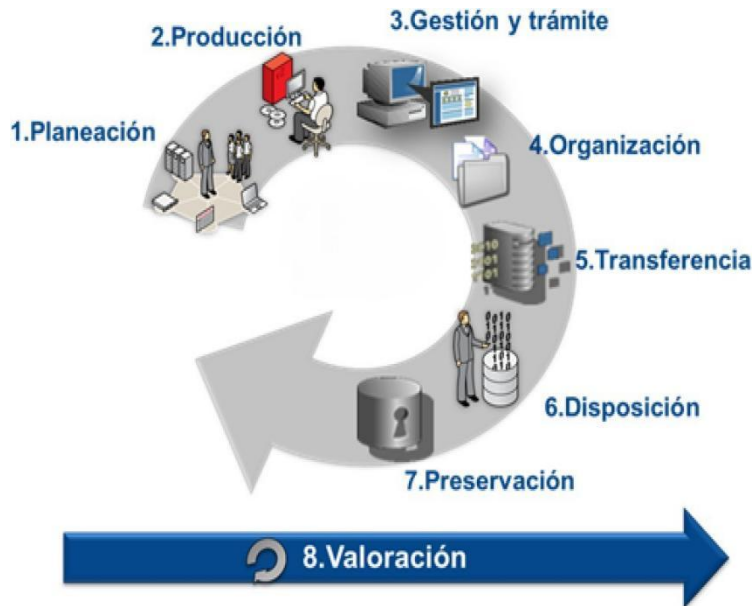 1.Planeación
2.Producción
3.Gestión y trámite
4.Organización
5.Transferencia
6.Disposición
7.Preservación
8.Valoración